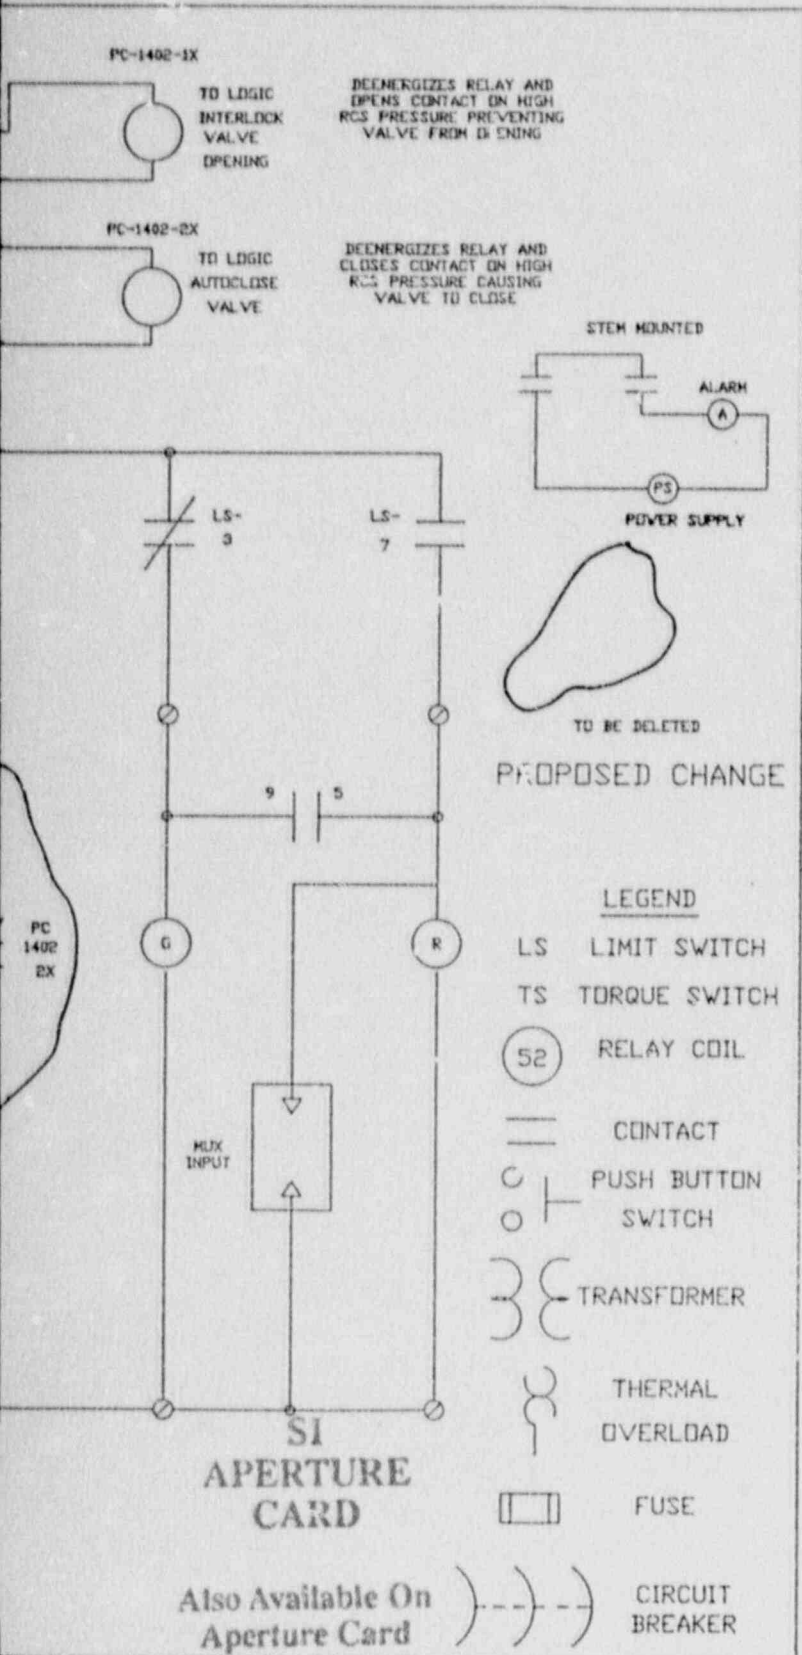 PC-1402-1X
TO LOGIC
INTERLOCK
VALVE
OPENING
DEENERGIZES RELAY AND
OPENS CONTACT ON HIGH
RCS PRESSURE PREVENTING
VALVE FROM
PC-1402-2X
TO LOGIC
AUTOCLOSE
VALVE
DEENERGIZES RELAY AND
CLOSES CONTACT ON HIGH
PRESSURE CAUSING
VALVE TO CLOSE
STEM MOUNTED
ALARM
A
PS
POWER SUPPLY
LS-
3
LS-
7
TO BE DELETED
PROPOSED CHANGE
9 5
PC
1402
2X
G
R
MUX
INPUT
LEGEND
LS LIMIT SWITCH
TS TORQUE SWITCH
52 RELAY COIL
CONTACT
PUSH BUTTON
SWITCH
TRANSFORMER
THERMAL
OVERLOAD
FUSE
CIRCUIT
BREAKER
SI
APERTURE
CARD
Also Available On
Aperture Card